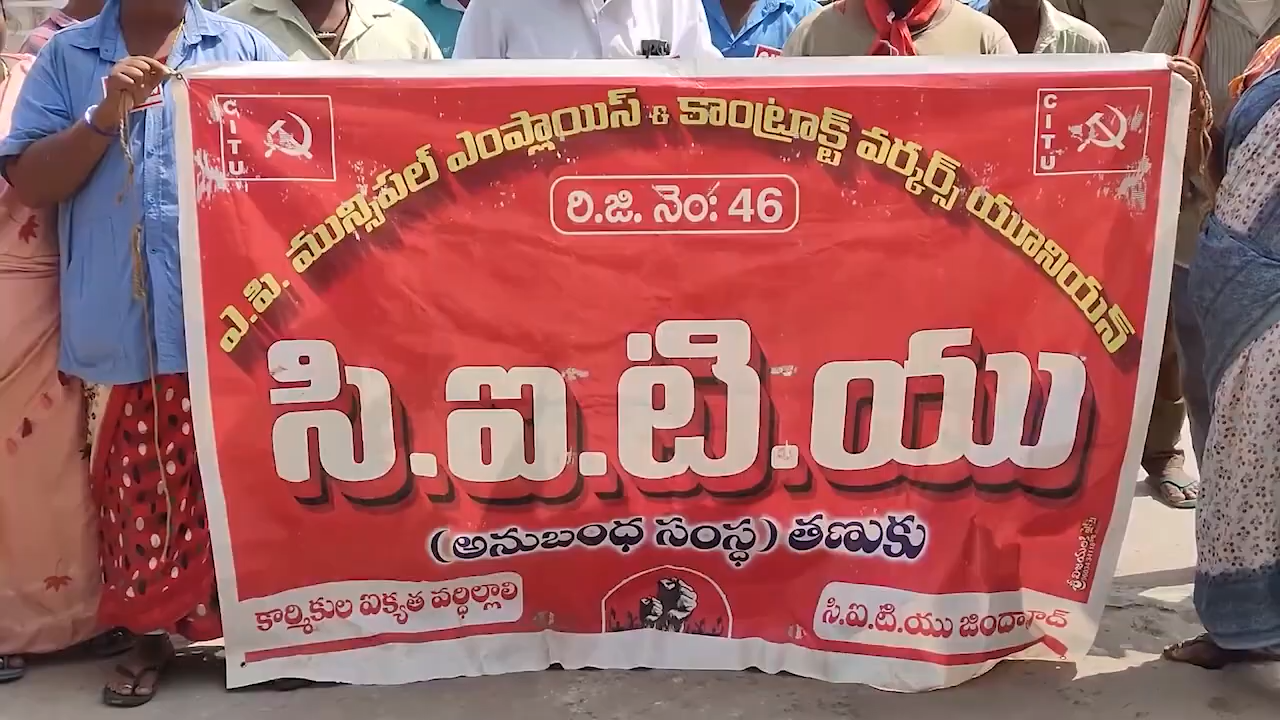 CITU
CITU
ఎ.పి. మున్సిపల్ ఎంప్లాయిస్ & కాంట్రాక్ట్ వర్కర్స్ యూనియన్
రి.జి. నెం: 46
సి.ఐ.టి.యు
(అనుబంధ సంస్థ) తణుకు
కార్మికుల ఐక్యత వర్ధిల్లాలి
సి.ఐ.టి.యు జిందాబాద్